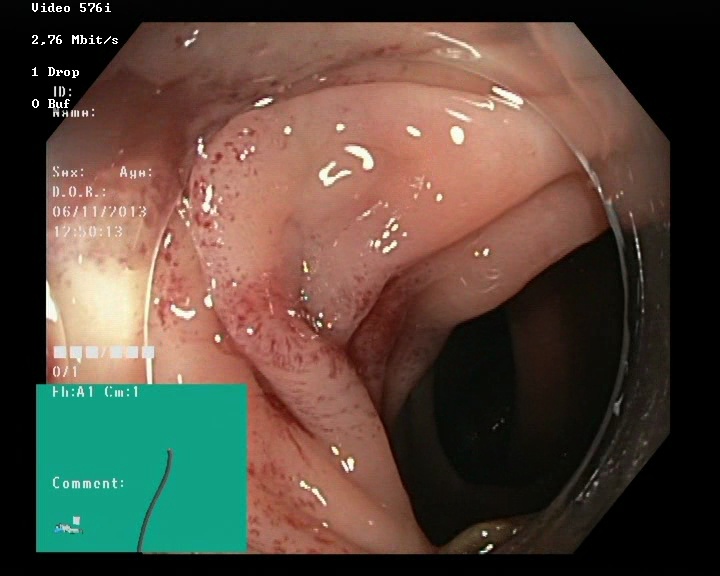 Video 576i
2,76 Mbit/s
1 Drop
0 Buf
ID:
Name:
Sex: Age:
D.O.B.:
06/11/2013
12:50:13
0/1
Eh:A1 Cm:1
Comment: